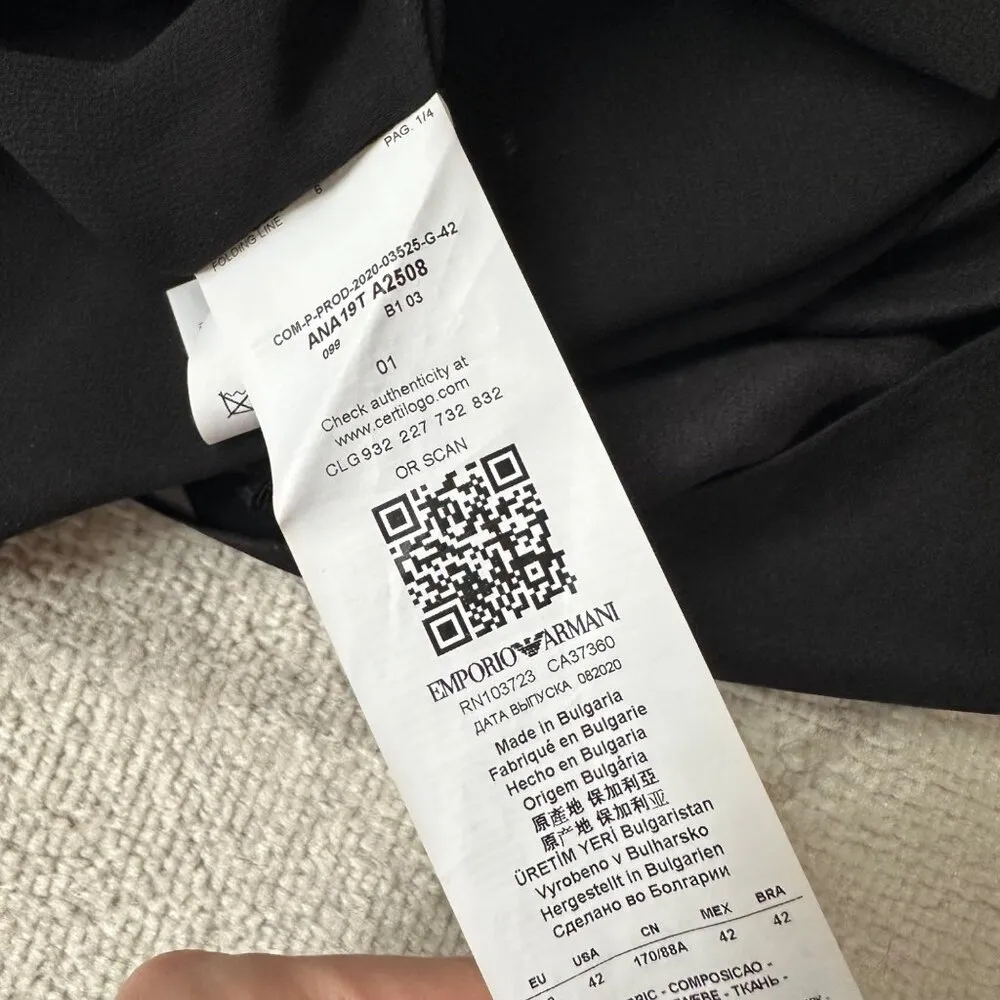 PAG. 1/4
6
FOLDING LINE
COM-P-PROD-2020-03525-G-42
ANA19T A2508
099 B1 03
01
Check authenticity at
www.certilogo.com
CLG 932 227 732 832
OR SCAN
EMPORIO ARMANI
RN103723 CA37360
ДАТА ВЫПУСКА 082020
Made in Bulgaria
Fabriqué en Bulgarie
Hecho en Bulgaria
Origem Bulgária
原產地 保加利亞
原产地 保加利亚
ÜRETİM YERİ Bulgaristan
Vyrobeno v Bulharsko
Hergestellt in Bulgarien
Сделано во Болгарии
EU USA CN MEX BRA
42 170/88A 42 42
- COMPOSICAO -
- ТКАНЬ -